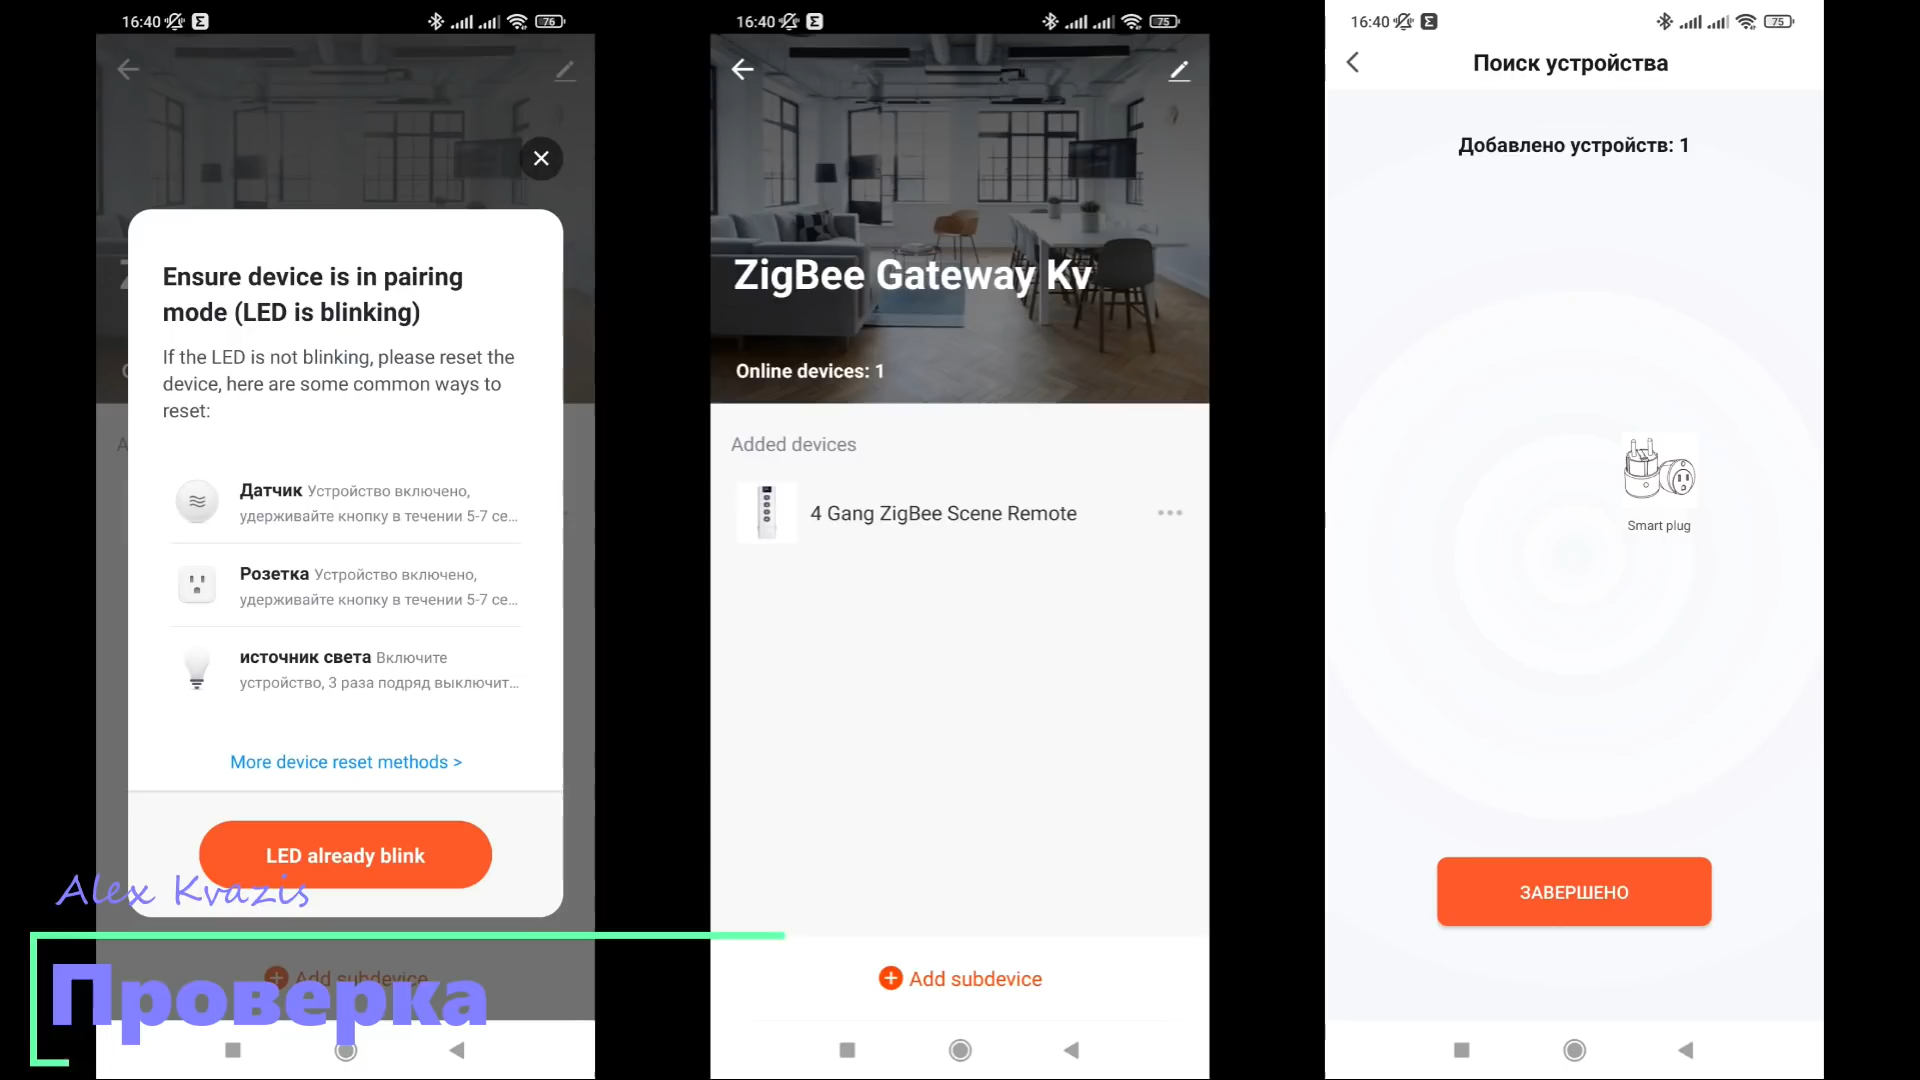 16:40
76
Ensure device is in pairing
mode (LED is blinking)
If the LED is not blinking, please reset the
device, here are some common ways to
reset:
Датчик Устройство включено,
удерживайте кнопку в течении 5-7 се...
Розетка Устройство включено,
удерживайте кнопку в течении 5-7 се...
источник света Включите
устройство, 3 раза подряд выключит...
More device reset methods >
LED already blink
Add subdevice
Alex Kvazis
Проверка
16:40
75
ZigBee Gateway Kv
Online devices: 1
Added devices
4 Gang ZigBee Scene Remote
Add subdevice
16:40
75
Поиск устройства
Добавлено устройств: 1
Smart plug
ЗАВЕРШЕНО